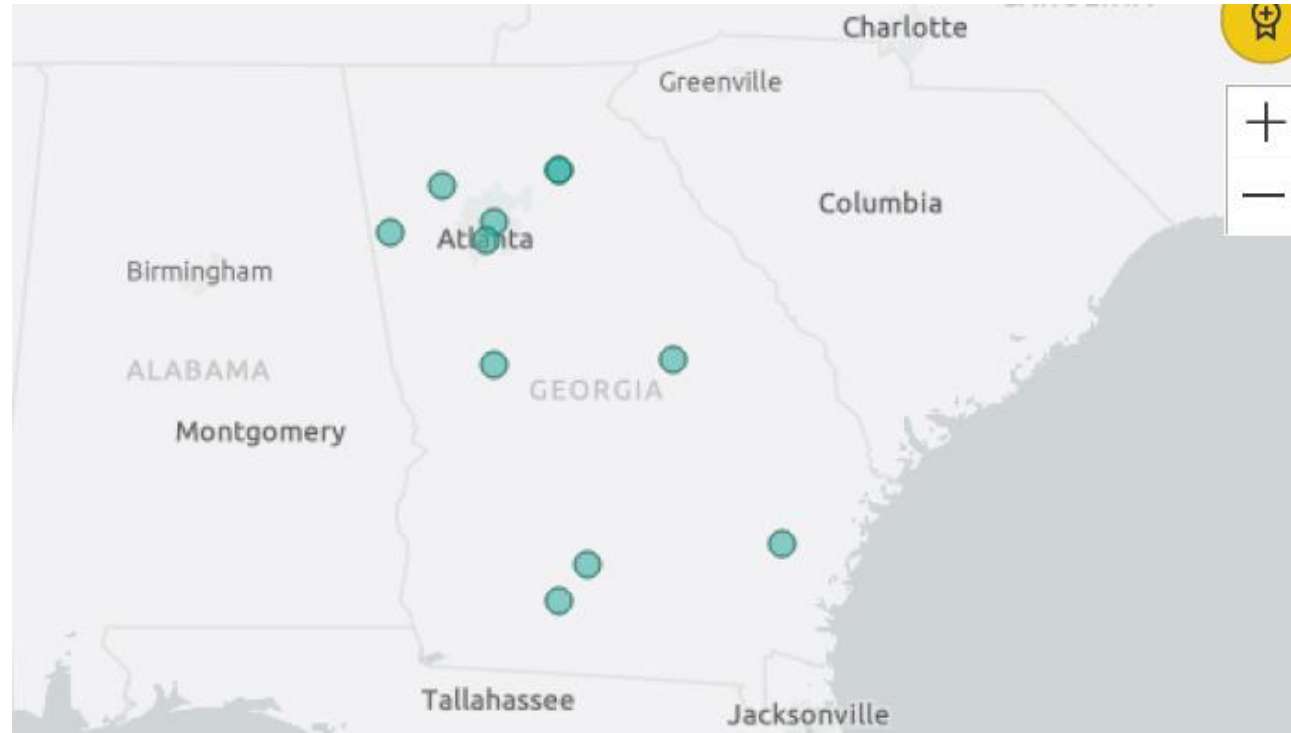 Charlotte
Greenville
Columbia
Atlanta
Birmingham
ALABAMA
GEORGIA
Montgomery
Tallahassee
Jacksonville